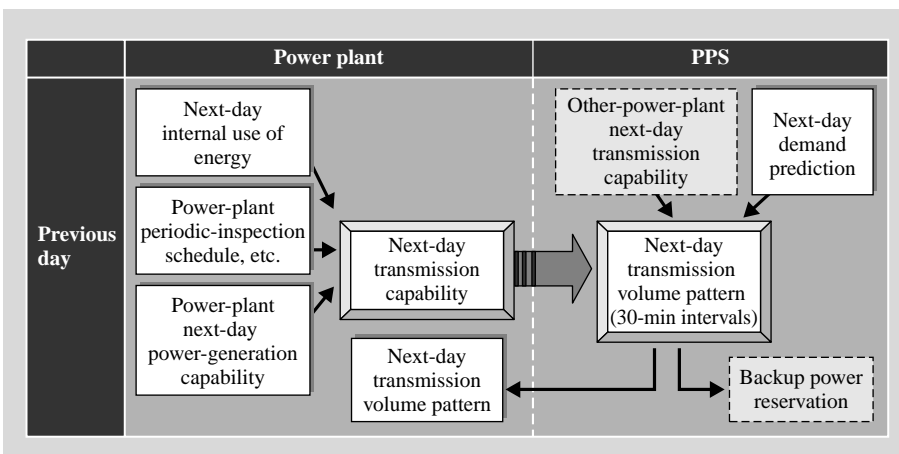 Power plant
PPS
Previous
day
Next-day
internal use of
energy
Power-plant
periodic-inspection
schedule, etc.
Power-plant
next-day
power-generation
capability
Next-day
transmission
capability
Next-day
transmission
volume pattern
Other-power-plant
next-day
transmission
capability
Next-day
demand
prediction
Next-day
transmission
volume pattern
(30-min intervals)
Backup power
reservation